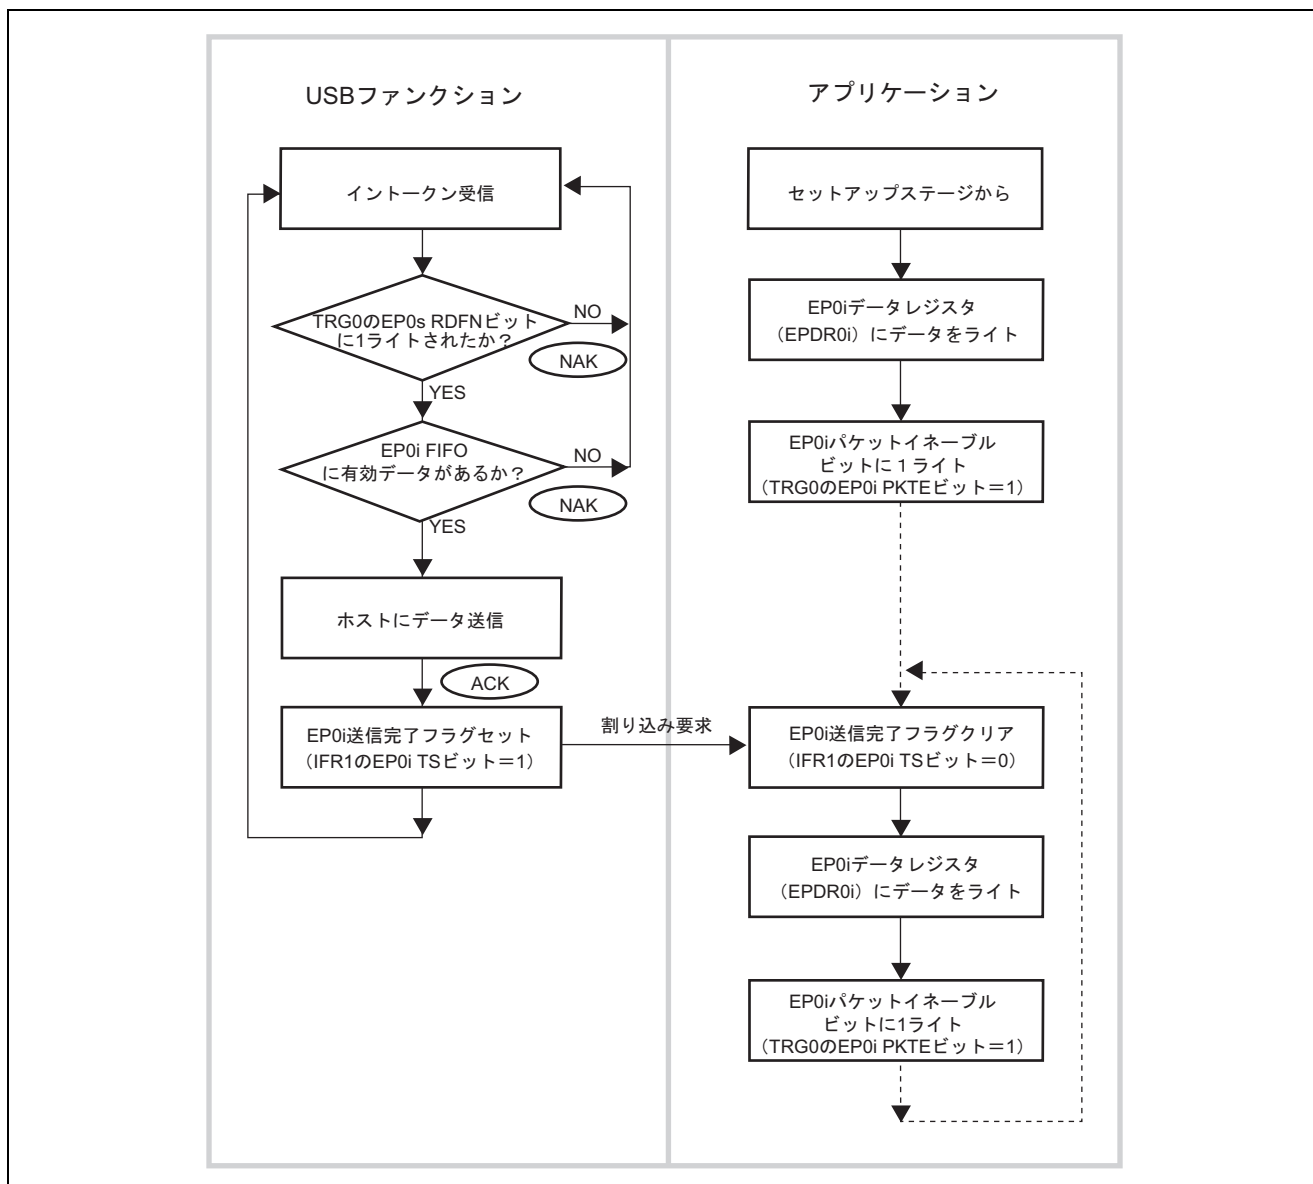 USBファンクション
イントークン受信
TRG0のEP0s RDFNビット
に1ライトされたか？
NO
NAK
YES
EP0i FIFO
に有効データがあるか？
NO
NAK
YES
ホストにデータ送信
ACK
EP0i送信完了フラグセット
（IFR1のEP0i TSビット＝1）
割り込み要求
アプリケーション
セットアップステージから
EP0iデータレジスタ
（EPDR0i）にデータをライト
EP0iパケットイネーブル
ビットに１ライト
（TRG0のEP0i PKTEビット＝1）
EP0i送信完了フラグクリア
（IFR1のEP0i TSビット＝0）
EP0iデータレジスタ
（EPDR0i）にデータをライト
EP0iパケットイネーブル
ビットに1ライト
（TRG0のEP0i PKTEビット＝1）